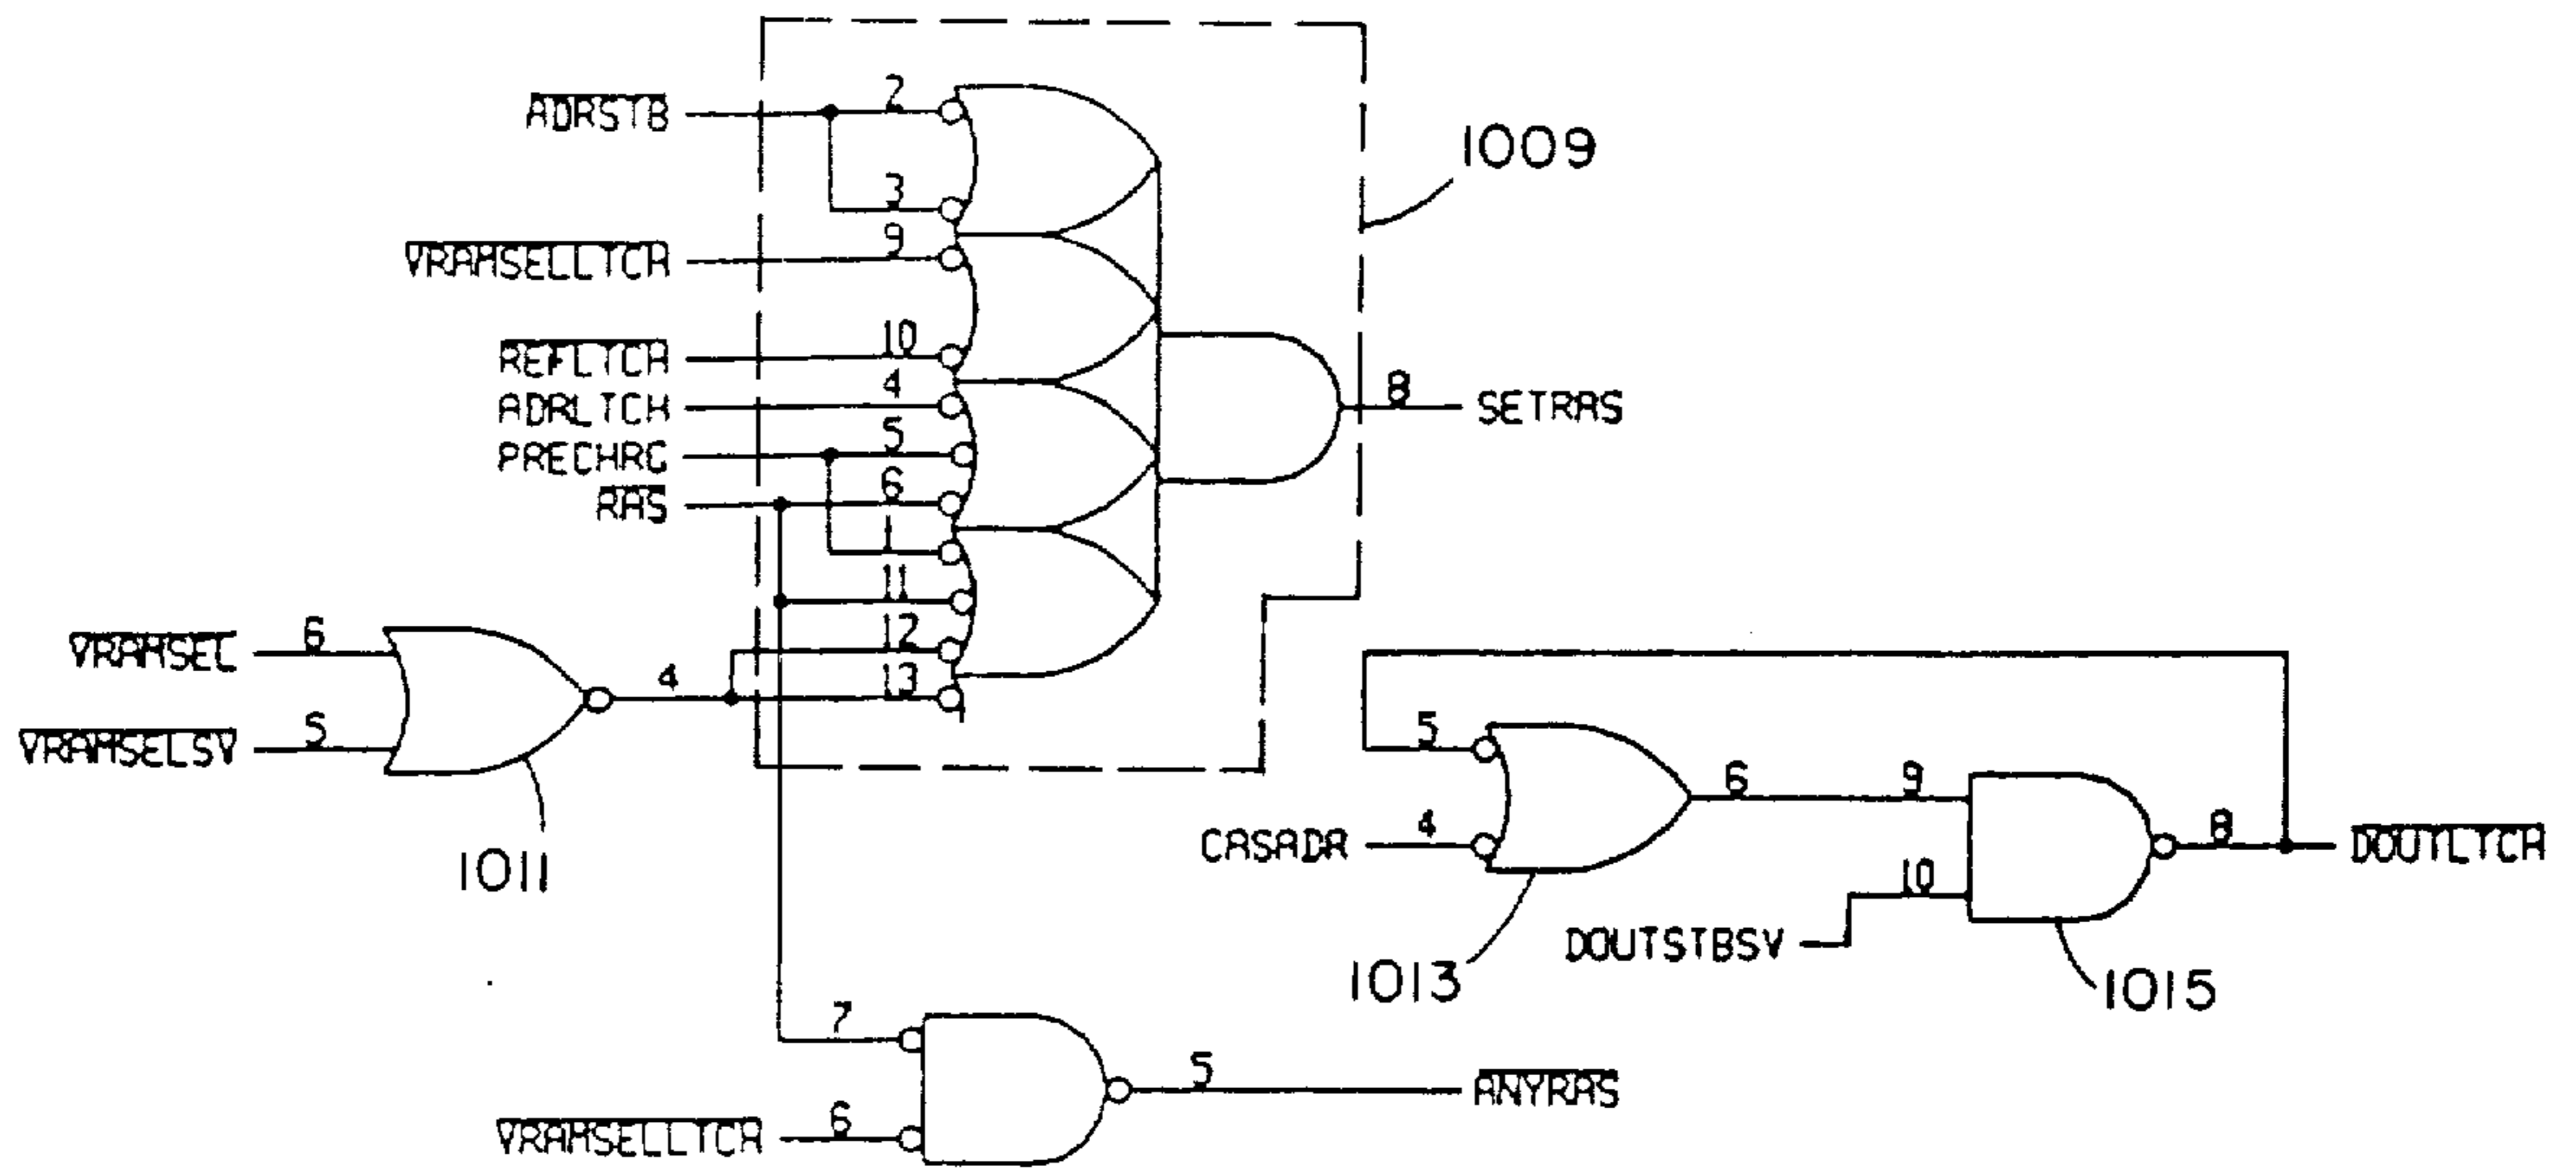 2
ADRSTB
1009
3
9
VRAMSELLTCH
10
REFLTCH
4
ADRLTCH
8
SETRAS
5
PRECHRG
6
RAS
1
11
6
VRAMSEL
12
4
13
5
VRAMSELSV
5
6
9
1011
CASADR
4
8
DOUTLTCH
10
DOUTSTBSV
1013
1015
7
5
ANYRAS
VRAMSELLTCH
6